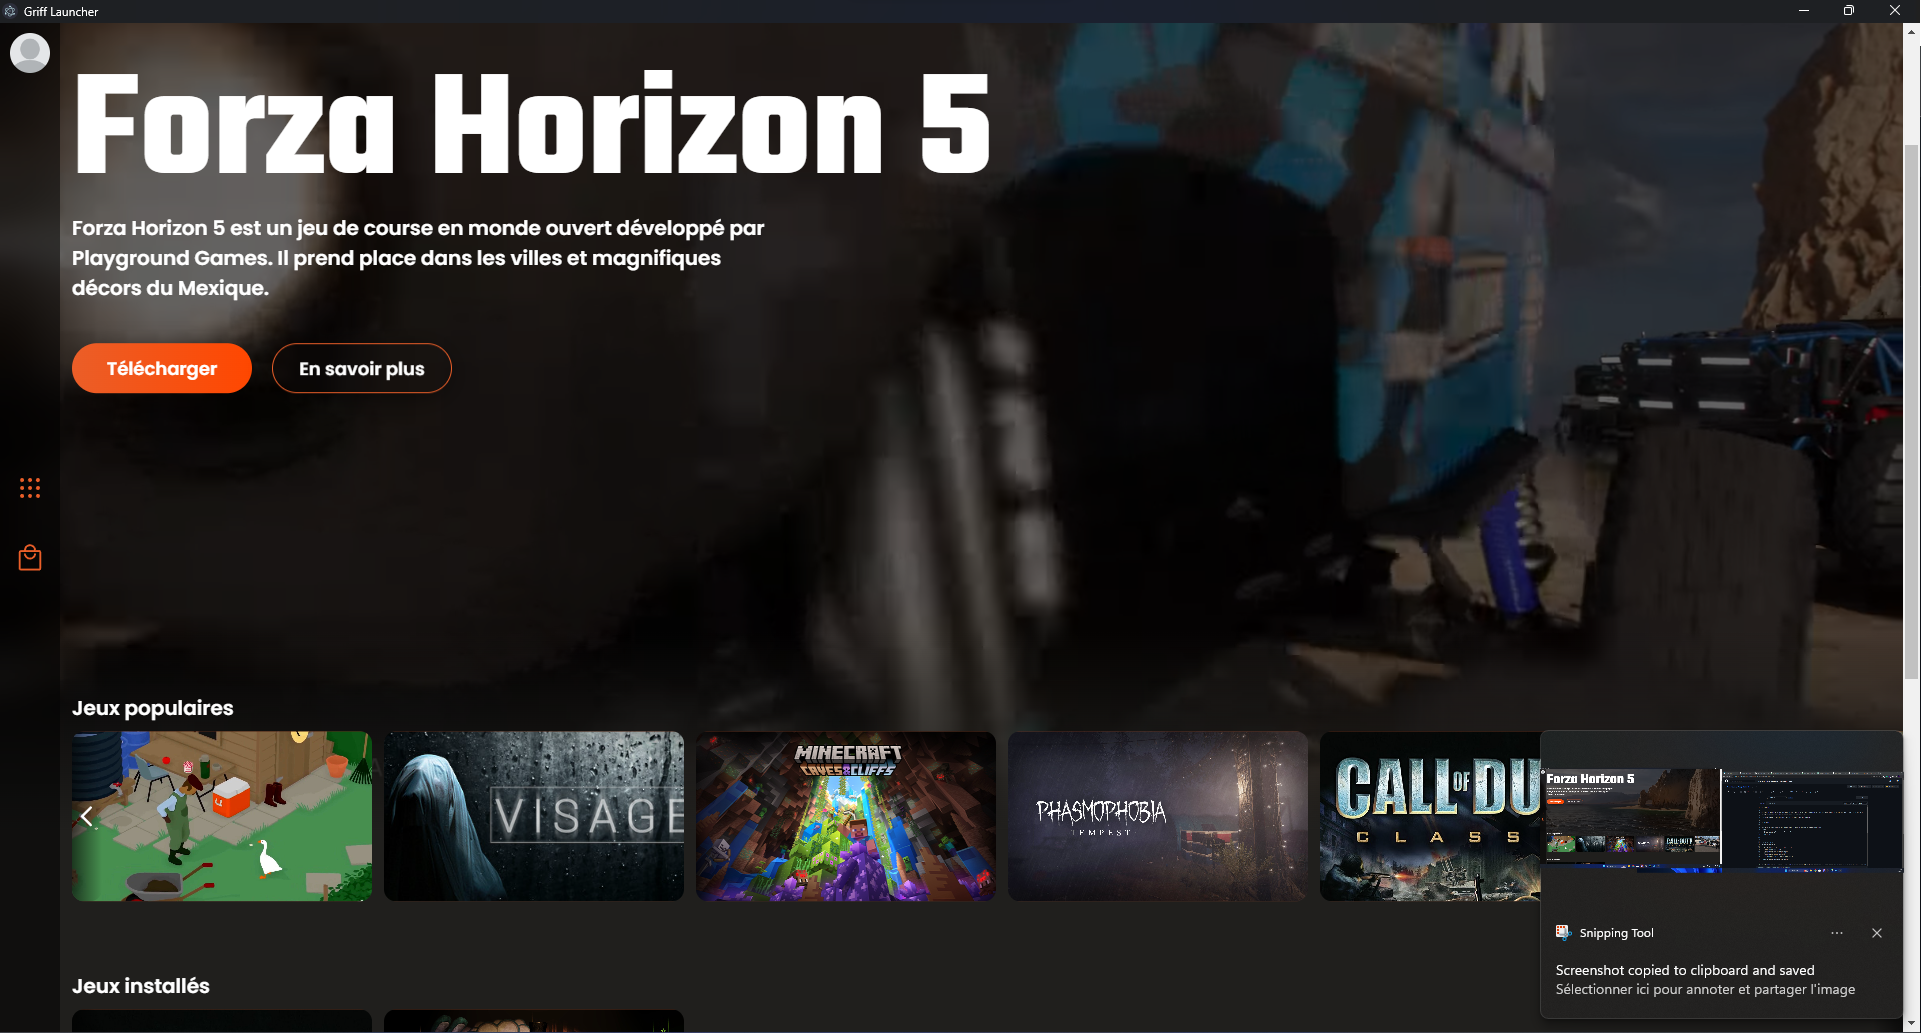 Griff Launcher
Forza Horizon 5
Forza Horizon 5 est un jeu de course en monde ouvert développé par
Playground Games. Il prend place dans les villes et magnifiques
décors du Mexique.
Télécharger
En savoir plus
Jeux populaires
VISAGE
MINECRAFT
CAVES & CLIFFS
PHASMOPHOBIA
TEMPEST
CALL OF DU
CLASS
Forza Horizon 5
Snipping Tool
Screenshot copied to clipboard and saved
Sélectionner ici pour annoter et partager l'image
Jeux installés